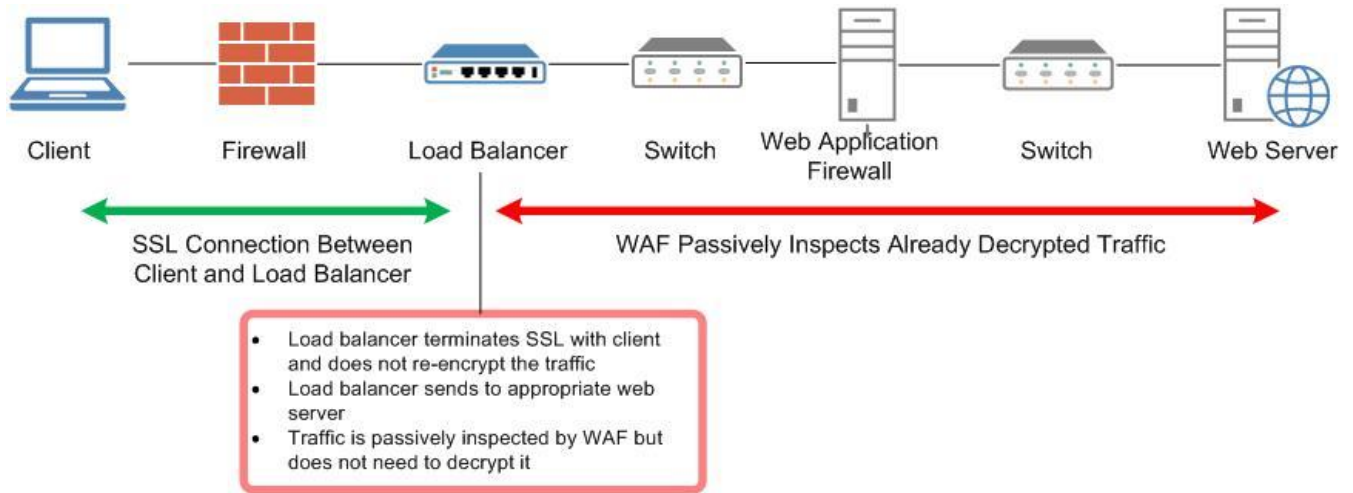 Client
Firewall
Load Balancer
Switch
Web Application
Firewall
Switch
Web Server
SSL Connection Between
Client and Load Balancer
WAF Passively Inspects Already Decrypted Traffic
• Load balancer terminates SSL with client
and does not re-encrypt the traffic
• Load balancer sends to appropriate web
server
• Traffic is passively inspected by WAF but
does not need to decrypt it